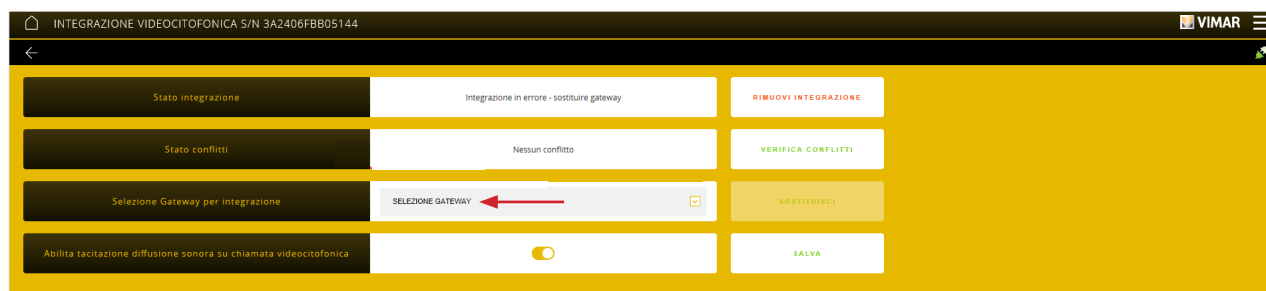 INTEGRAZIONE VIDEOCITOFONICA S/N 3A2406FBB05144
VIMAR
Stato integrazione
Integrazione in errore - sostituire gateway
RIMUOVI INTEGRAZIONE
Stato conflitti
Nessun conflitto
VERIFICA CONFLITTI
Selezione Gateway per integrazione
SELEZIONE GATEWAY
SOSTITUISCI
Abilita tacitazione diffusione sonora su chiamata videocitofonica
SALVA